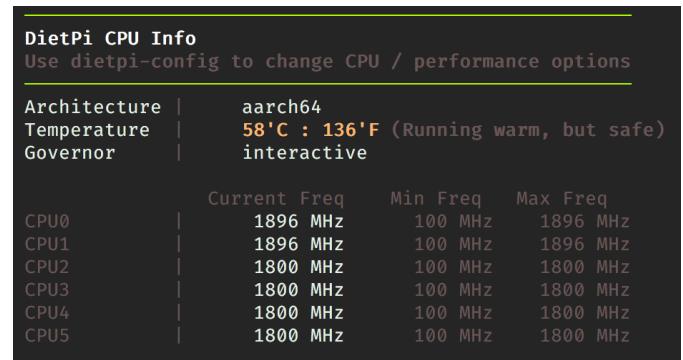 DietPi CPU Info
Use dietpi-config to change CPU / performance options
Architecture | aarch64
Temperature | 58'C : 136'F (Running warm, but safe)
Governor | interactive
Current Freq Min Freq Max Freq
CPU0 | 1896 MHz 100 MHz 1896 MHz
CPU1 | 1896 MHz 100 MHz 1896 MHz
CPU2 | 1800 MHz 100 MHz 1800 MHz
CPU3 | 1800 MHz 100 MHz 1800 MHz
CPU4 | 1800 MHz 100 MHz 1800 MHz
CPU5 | 1800 MHz 100 MHz 1800 MHz